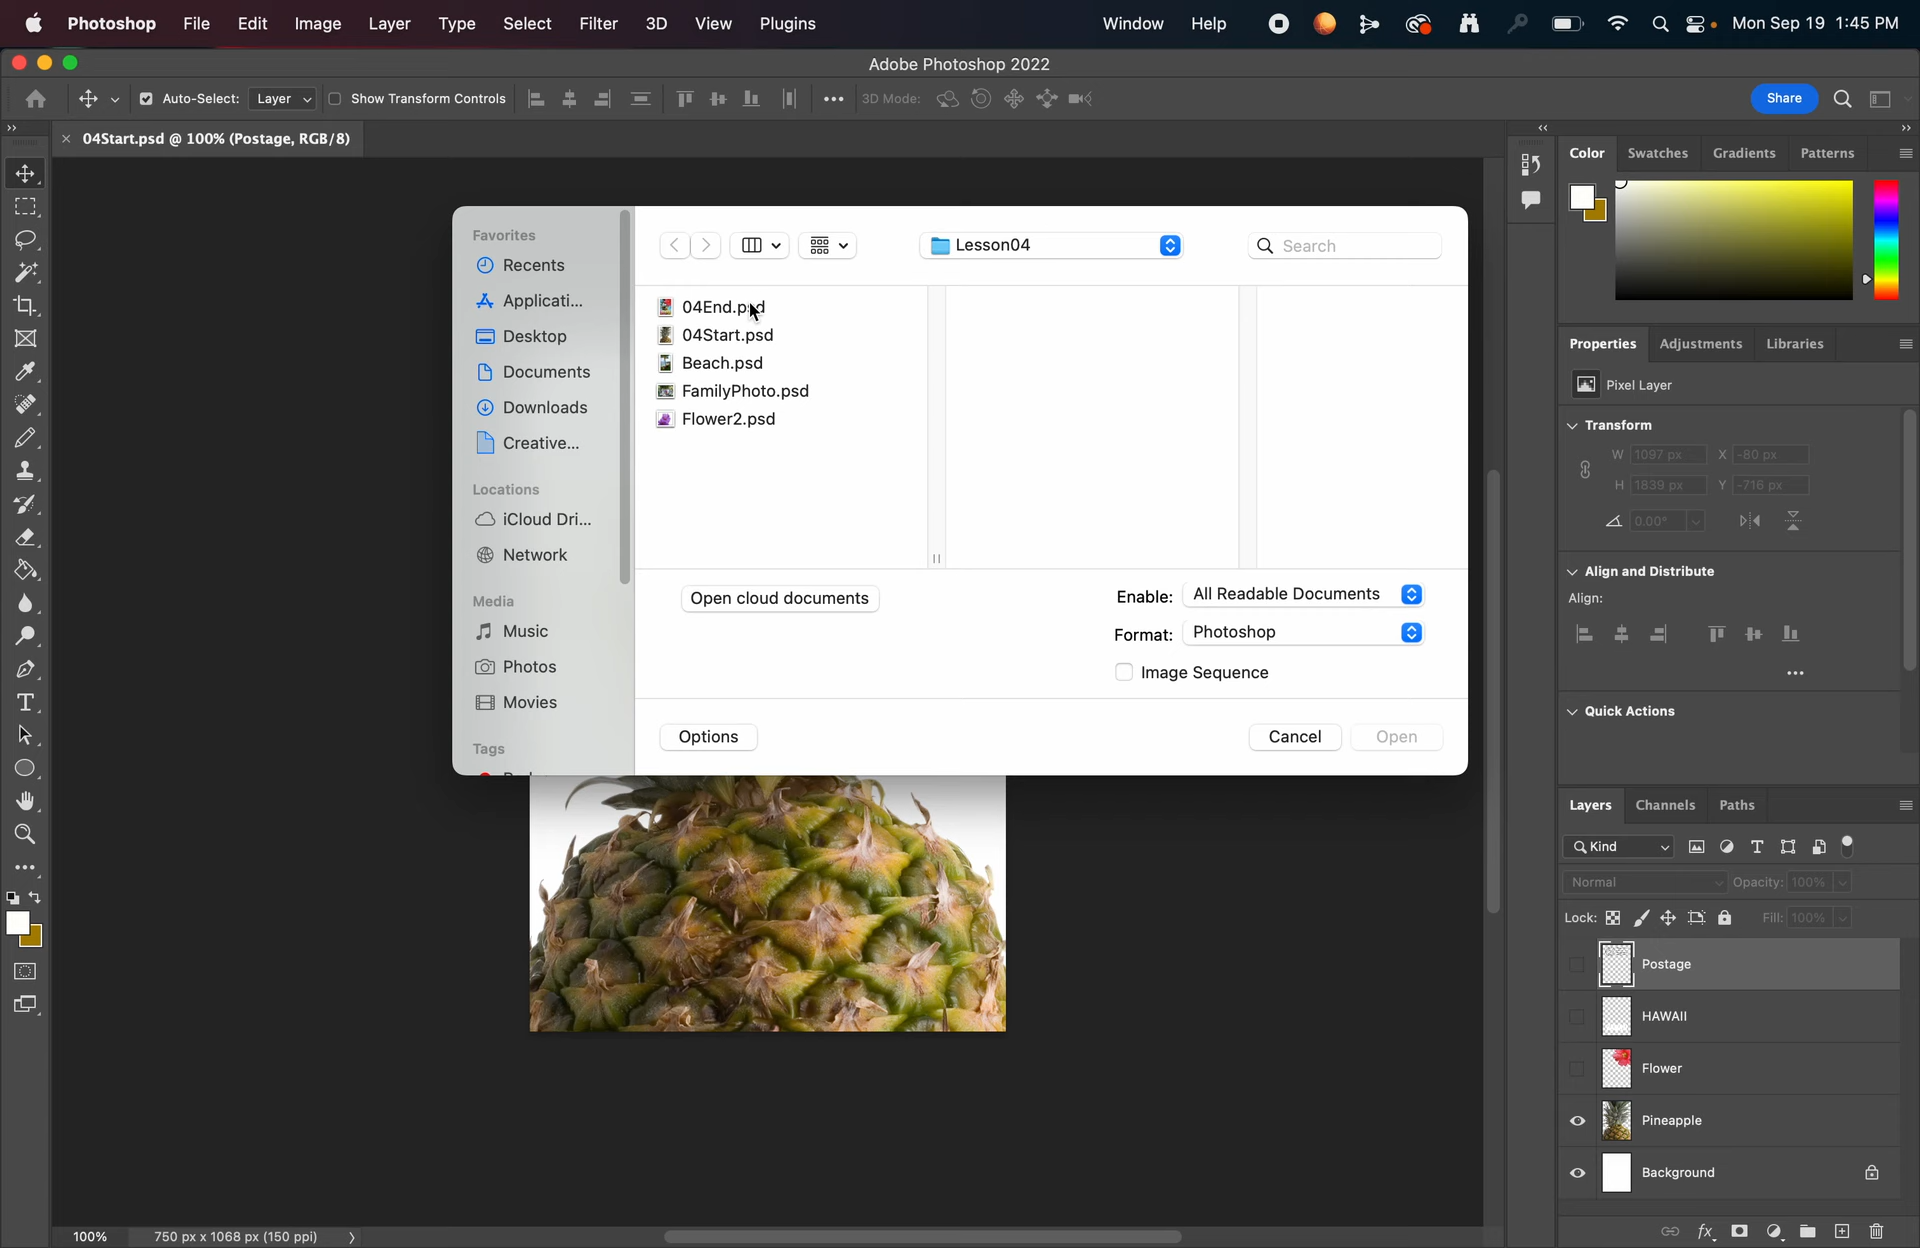 Photoshop File Edit Image Layer Type Select Filter 3D View Plugins Window Help Mon Sep 19 1:45 PM
Adobe Photoshop 2022
Auto-Select: Layer Show Transform Controls 3D Mode: Share
04Start.psd @ 100% (Postage, RGB/8)
Color Swatches Gradients Patterns
Favorites
Recents
Applicati...
Desktop
Documents
Downloads
Creative...
Locations
iCloud Dri...
Network
Media
Music
Photos
Movies
Tags
Lesson04
Search
04End.psd
04Start.psd
Beach.psd
FamilyPhoto.psd
Flower2.psd
Open cloud documents
Enable: All Readable Documents
Format: Photoshop
Image Sequence
Options
Cancel Open
Properties Adjustments Libraries
Pixel Layer
Transform
W 1097 px X -80 px
H 1839 px Y -716 px
0.00°
Align and Distribute
Align:
Quick Actions
Layers Channels Paths
Kind
Normal Opacity: 100%
Lock: Fill: 100%
Postage
HAWAII
Flower
Pineapple
Background
100% 750 px x 1068 px (150 ppi)